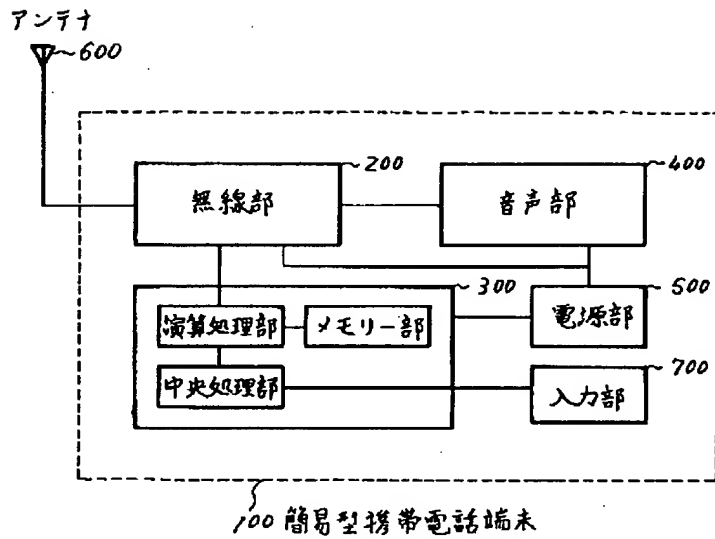 アンテナ
600
200
400
無線部
音声部
300
500
演算処理部
メモリー部
電源部
700
中央処理部
入力部
100 簡易型携帯電話端末